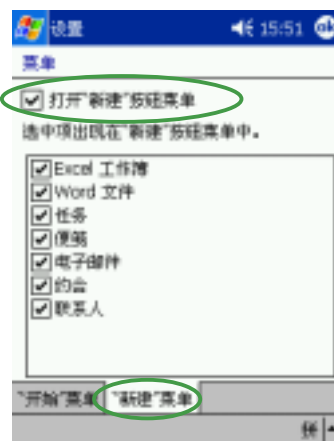 设置 15:51 ok
菜单
打开“新建”按钮菜单
选中项出现在“新建”按钮菜单中。
Excel 工作簿
Word 文件
任务
便笺
电子邮件
约会
联系人
“开始”菜单 “新建”菜单
拼